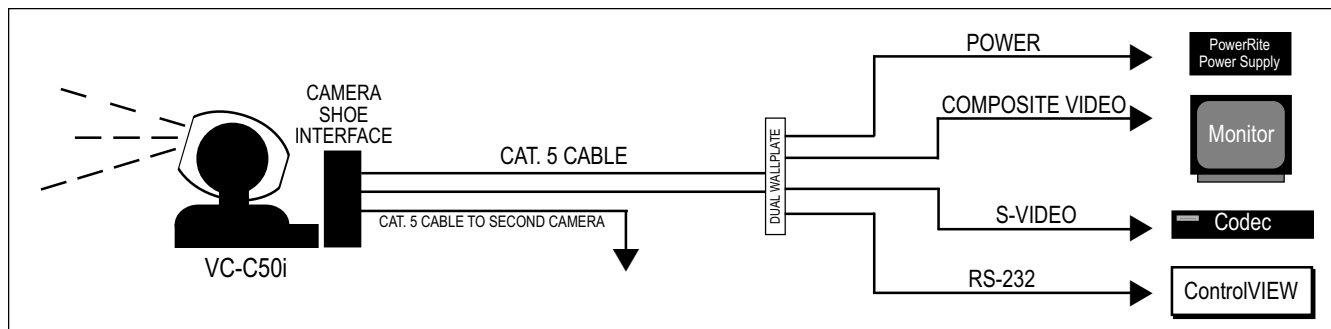 CAMERA
SHOE
INTERFACE
VC-C50i
CAT. 5 CABLE
CAT. 5 CABLE TO SECOND CAMERA
DUAL WALLPLATE
POWER
PowerRite
Power Supply
COMPOSITE VIDEO
Monitor
S-VIDEO
Codec
RS-232
ControlVIEW